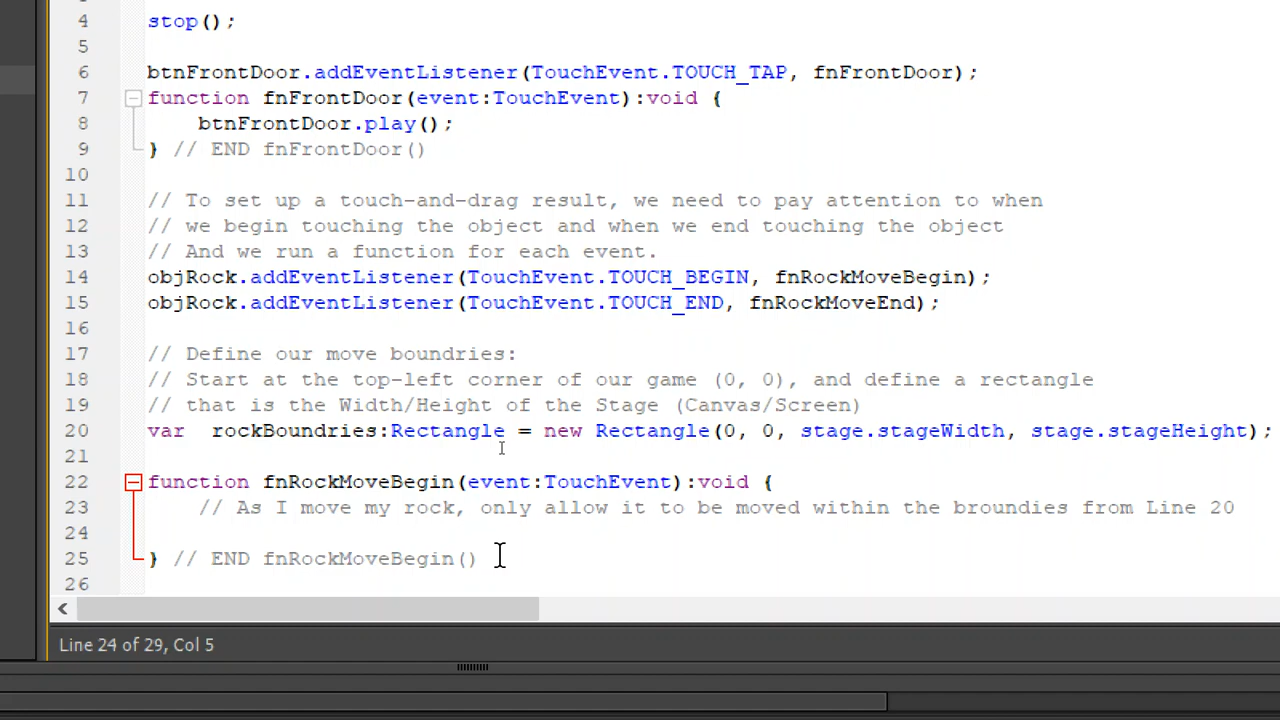 4 stop();
5
6 btnFrontDoor.addEventListener(TouchEvent.TOUCH_TAP, fnFrontDoor);
7 function fnFrontDoor(event:TouchEvent):void {
8 btnFrontDoor.play();
9 } // END fnFrontDoor()
10
11 // To set up a touch-and-drag result, we need to pay attention to when
12 // we begin touching the object and when we end touching the object
13 // And we run a function for each event.
14 objRock.addEventListener(TouchEvent.TOUCH_BEGIN, fnRockMoveBegin);
15 objRock.addEventListener(TouchEvent.TOUCH_END, fnRockMoveEnd);
16
17 // Define our move boundries:
18 // Start at the top-left corner of our game (0, 0), and define a rectangle
19 // that is the Width/Height of the Stage (Canvas/Screen)
20 var rockBoundries:Rectangle = new Rectangle(0, 0, stage.stageWidth, stage.stageHeight);
21
22 function fnRockMoveBegin(event:TouchEvent):void {
23 // As I move my rock, only allow it to be moved within the broundies from Line 20
24
25 } // END fnRockMoveBegin()
26
Line 24 of 29, Col 5